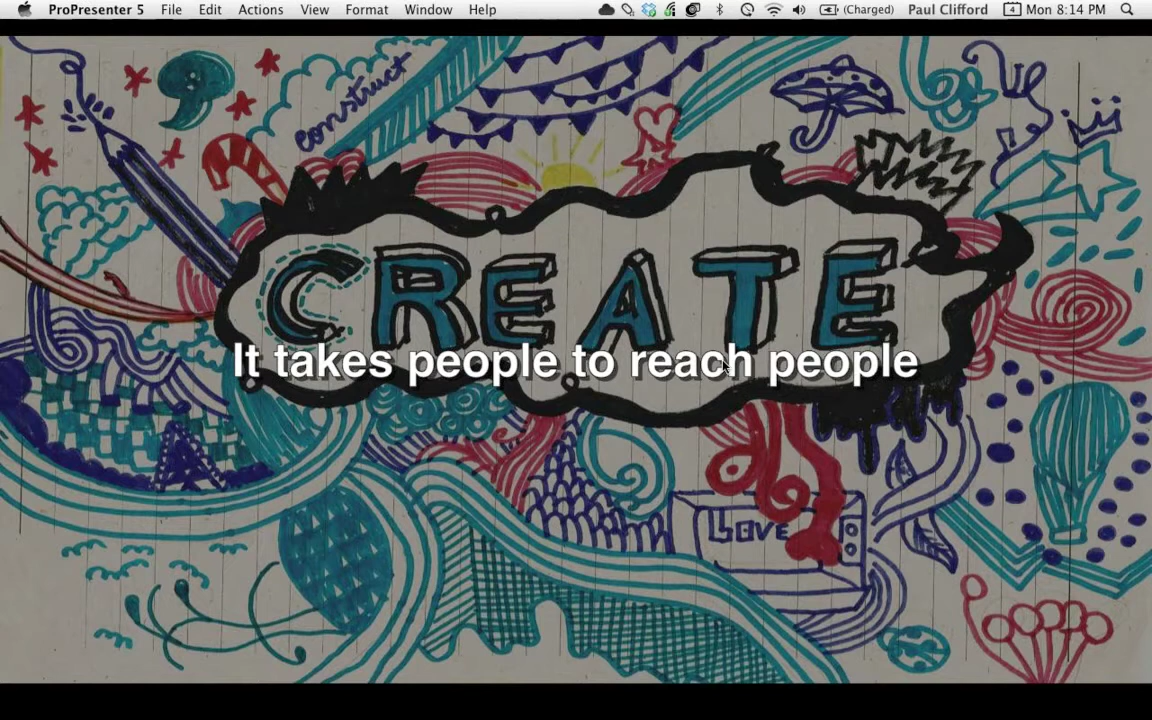 ProPresenter 5 File Edit Actions View Format Window Help (Charged) Paul Clifford 4 Mon 8:14 PM
construct
CREATE
It takes people to reach people
LOVE